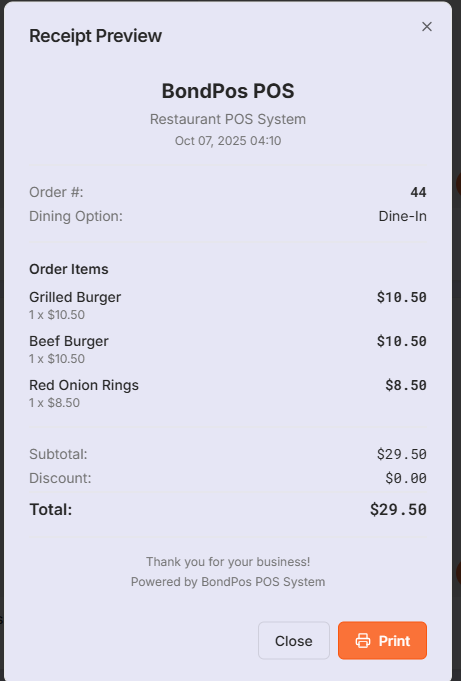 Receipt Preview
BondPos POS
Restaurant POS System
Oct 07, 2025 04:10
Order #: 44
Dining Option: Dine-In
Order Items
Grilled Burger $10.50
1 x $10.50
Beef Burger $10.50
1 x $10.50
Red Onion Rings $8.50
1 x $8.50
Subtotal: $29.50
Discount: $0.00
Total: $29.50
Thank you for your business!
Powered by BondPos POS System
Close Print